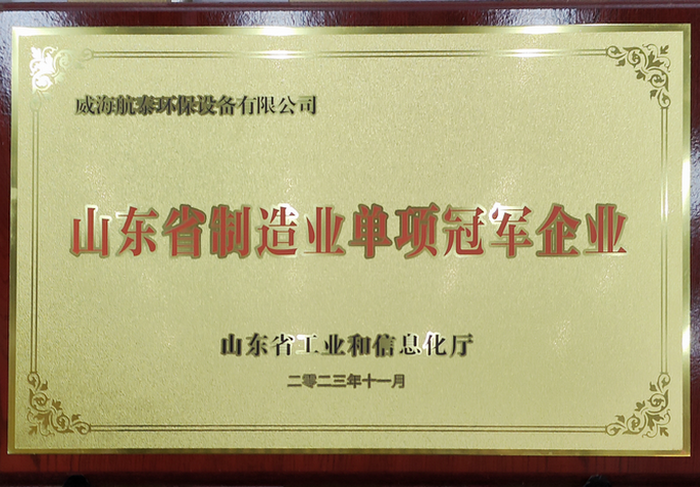 威海航泰环保设备有限公司
山东省制造业单项冠军企业
山东省工业和信息化厅
二零二三年十一月